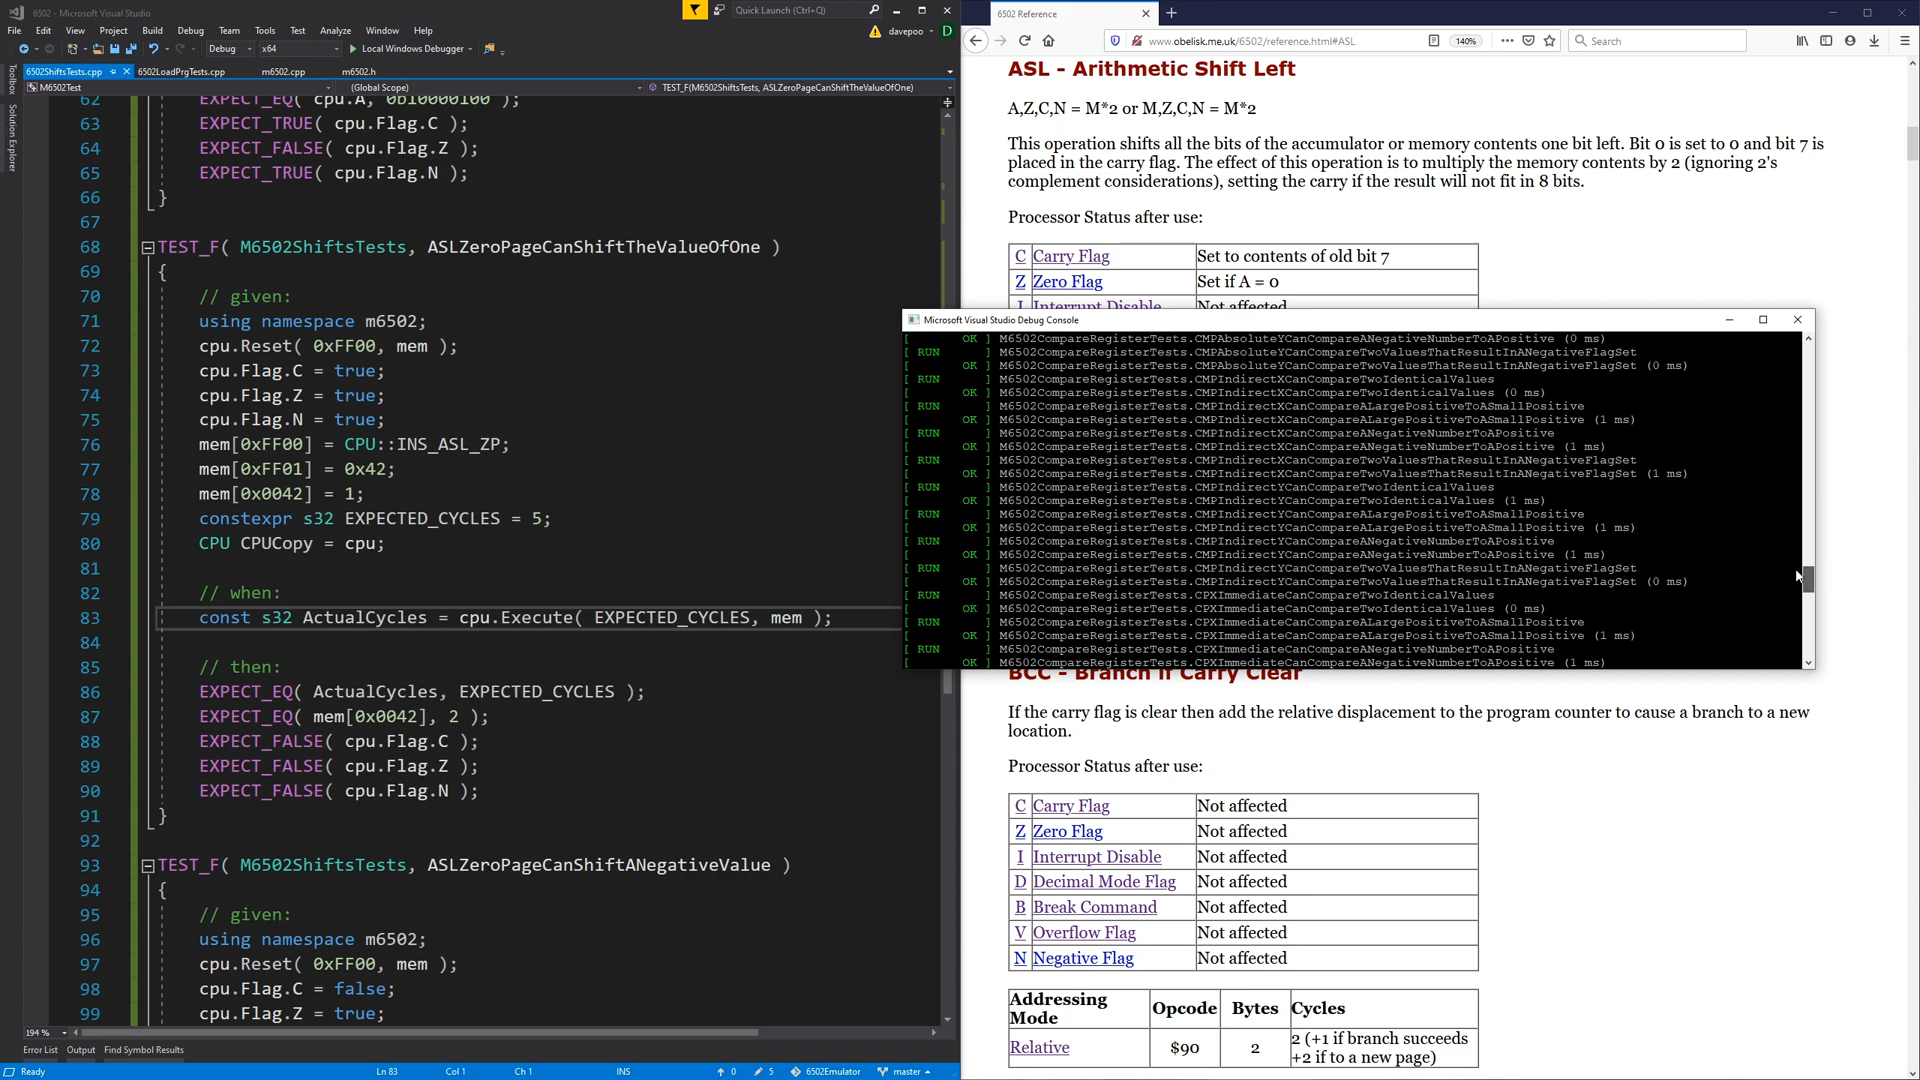 6502 - Microsoft Visual Studio
Quick Launch (Ctrl+Q)
File Edit View Project Build Debug Team Tools Test Analyze Window Help
davepoo D
Debug x64 Local Windows Debugger
6502ShiftsTests.cpp 6502LoadPrgTests.cpp m6502.cpp m6502.h
M6502Test (Global Scope) TEST_F(M6502ShiftsTests, ASLZeroPageCanShiftTheValueOfOne)
Toolbox
Solution Explorer
62 EXPECT_EQ( cpu.A, 0b10000100 );
63 EXPECT_TRUE( cpu.Flag.C );
64 EXPECT_FALSE( cpu.Flag.Z );
65 EXPECT_TRUE( cpu.Flag.N );
66 }
67
68 TEST_F( M6502ShiftsTests, ASLZeroPageCanShiftTheValueOfOne )
69 {
70 // given:
71 using namespace m6502;
72 cpu.Reset( 0xFF00, mem );
73 cpu.Flag.C = true;
74 cpu.Flag.Z = true;
75 cpu.Flag.N = true;
76 mem[0xFF00] = CPU::INS_ASL_ZP;
77 mem[0xFF01] = 0x42;
78 mem[0x0042] = 1;
79 constexpr s32 EXPECTED_CYCLES = 5;
80 CPU CPUCopy = cpu;
81
82 // when:
83 const s32 ActualCycles = cpu.Execute( EXPECTED_CYCLES, mem );
84
85 // then:
86 EXPECT_EQ( ActualCycles, EXPECTED_CYCLES );
87 EXPECT_EQ( mem[0x0042], 2 );
88 EXPECT_FALSE( cpu.Flag.C );
89 EXPECT_FALSE( cpu.Flag.Z );
90 EXPECT_FALSE( cpu.Flag.N );
91 }
92
93 TEST_F( M6502ShiftsTests, ASLZeroPageCanShiftANegativeValue )
94 {
95 // given:
96 using namespace m6502;
97 cpu.Reset( 0xFF00, mem );
98 cpu.Flag.C = false;
99 cpu.Flag.Z = true;
194 %
Error List Output Find Symbol Results
Ready Ln 83 Col 1 Ch 1 INS 0 5 6502Emulator master
6502 Reference
www.obelisk.me.uk/6502/reference.html#ASL 140% Search
ASL - Arithmetic Shift Left
A,Z,C,N = M*2 or M,Z,C,N = M*2
This operation shifts all the bits of the accumulator or memory contents one bit left. Bit 0 is set to 0 and bit 7 is
placed in the carry flag. The effect of this operation is to multiply the memory contents by 2 (ignoring 2's
complement considerations), setting the carry if the result will not fit in 8 bits.
Processor Status after use:
C Carry Flag Set to contents of old bit 7
Z Zero Flag Set if A = 0
I Interrupt Disable Not affected
Microsoft Visual Studio Debug Console
[ OK ] M6502CompareRegisterTests.CMPAbsoluteYCanCompareANegativeNumberToAPositive (0 ms)
[ RUN ] M6502CompareRegisterTests.CMPAbsoluteYCanCompareTwoValuesThatResultInANegativeFlagSet
[ OK ] M6502CompareRegisterTests.CMPAbsoluteYCanCompareTwoValuesThatResultInANegativeFlagSet (0 ms)
[ RUN ] M6502CompareRegisterTests.CMPIndirectXCanCompareTwoIdenticalValues
[ OK ] M6502CompareRegisterTests.CMPIndirectXCanCompareTwoIdenticalValues (0 ms)
[ RUN ] M6502CompareRegisterTests.CMPIndirectXCanCompareALargePositiveToASmallPositive
[ OK ] M6502CompareRegisterTests.CMPIndirectXCanCompareALargePositiveToASmallPositive (1 ms)
[ RUN ] M6502CompareRegisterTests.CMPIndirectXCanCompareANegativeNumberToAPositive
[ OK ] M6502CompareRegisterTests.CMPIndirectXCanCompareANegativeNumberToAPositive (1 ms)
[ RUN ] M6502CompareRegisterTests.CMPIndirectXCanCompareTwoValuesThatResultInANegativeFlagSet
[ OK ] M6502CompareRegisterTests.CMPIndirectXCanCompareTwoValuesThatResultInANegativeFlagSet (1 ms)
[ RUN ] M6502CompareRegisterTests.CMPIndirectYCanCompareTwoIdenticalValues
[ OK ] M6502CompareRegisterTests.CMPIndirectYCanCompareTwoIdenticalValues (1 ms)
[ RUN ] M6502CompareRegisterTests.CMPIndirectYCanCompareALargePositiveToASmallPositive
[ OK ] M6502CompareRegisterTests.CMPIndirectYCanCompareALargePositiveToASmallPositive (1 ms)
[ RUN ] M6502CompareRegisterTests.CMPIndirectYCanCompareANegativeNumberToAPositive
[ OK ] M6502CompareRegisterTests.CMPIndirectYCanCompareANegativeNumberToAPositive (1 ms)
[ RUN ] M6502CompareRegisterTests.CMPIndirectYCanCompareTwoValuesThatResultInANegativeFlagSet
[ OK ] M6502CompareRegisterTests.CMPIndirectYCanCompareTwoValuesThatResultInANegativeFlagSet (0 ms)
[ RUN ] M6502CompareRegisterTests.CPXImmediateCanCompareTwoIdenticalValues
[ OK ] M6502CompareRegisterTests.CPXImmediateCanCompareTwoIdenticalValues (0 ms)
[ RUN ] M6502CompareRegisterTests.CPXImmediateCanCompareALargePositiveToASmallPositive
[ OK ] M6502CompareRegisterTests.CPXImmediateCanCompareALargePositiveToASmallPositive (1 ms)
[ RUN ] M6502CompareRegisterTests.CPXImmediateCanCompareANegativeNumberToAPositive
[ OK ] M6502CompareRegisterTests.CPXImmediateCanCompareANegativeNumberToAPositive (1 ms)
BCC - Branch if Carry Clear
If the carry flag is clear then add the relative displacement to the program counter to cause a branch to a new
location.
Processor Status after use:
C Carry Flag Not affected
Z Zero Flag Not affected
I Interrupt Disable Not affected
D Decimal Mode Flag Not affected
B Break Command Not affected
V Overflow Flag Not affected
N Negative Flag Not affected
Addressing Mode Opcode Bytes Cycles
Relative $90 2 2 (+1 if branch succeeds
+2 if to a new page)